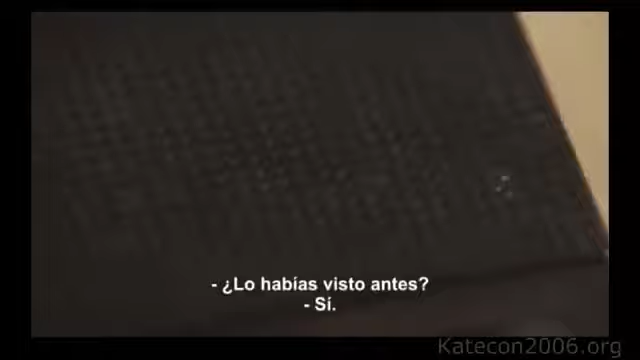 - ¿Lo habías visto antes?
- Sí.
Katecon2006.org